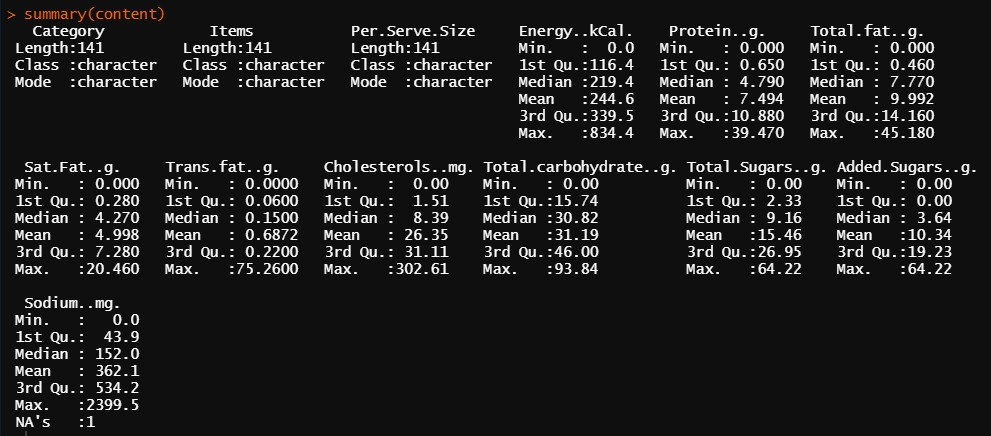 > summary(content)
   Category            Items           Per.Serve.Size     Energy..kCal.    Protein..g.     Total.fat..g.
 Length:141         Length:141         Length:141         Min.   :  0.0   Min.   : 0.000   Min.   : 0.000
 Class :character   Class :character   Class :character   1st Qu.:116.4   1st Qu.: 0.650   1st Qu.: 0.460
 Mode  :character   Mode  :character   Mode  :character   Median :219.4   Median : 4.790   Median : 7.770
                                                          Mean   :244.6   Mean   : 7.494   Mean   : 9.992
                                                          3rd Qu.:339.5   3rd Qu.:10.880   3rd Qu.:14.160
                                                          Max.   :834.4   Max.   :39.470   Max.   :45.180
  Sat.Fat..g.     Trans.fat..g.     Cholesterols..mg. Total.carbohydrate..g. Total.Sugars..g. Added.Sugars..g.
 Min.   : 0.000   Min.   : 0.0000   Min.   :  0.00    Min.   : 0.00          Min.   : 0.00    Min.   : 0.00
 1st Qu.: 0.280   1st Qu.: 0.0600   1st Qu.:  1.51    1st Qu.:15.74          1st Qu.: 2.33    1st Qu.: 0.00
 Median : 4.270   Median : 0.1500   Median :  8.39    Median :30.82          Median : 9.16    Median : 3.64
 Mean   : 4.998   Mean   : 0.6872   Mean   : 26.35    Mean   :31.19          Mean   :15.46    Mean   :10.34
 3rd Qu.: 7.280   3rd Qu.: 0.2200   3rd Qu.: 31.11    3rd Qu.:46.00          3rd Qu.:26.95    3rd Qu.:19.23
 Max.   :20.460   Max.   :75.2600   Max.   :302.61    Max.   :93.84          Max.   :64.22    Max.   :64.22
  Sodium..mg.
 Min.   :   0.0
 1st Qu.:  43.9
 Median : 152.0
 Mean   : 362.1
 3rd Qu.: 534.2
 Max.   :2399.5
 NA's   :1